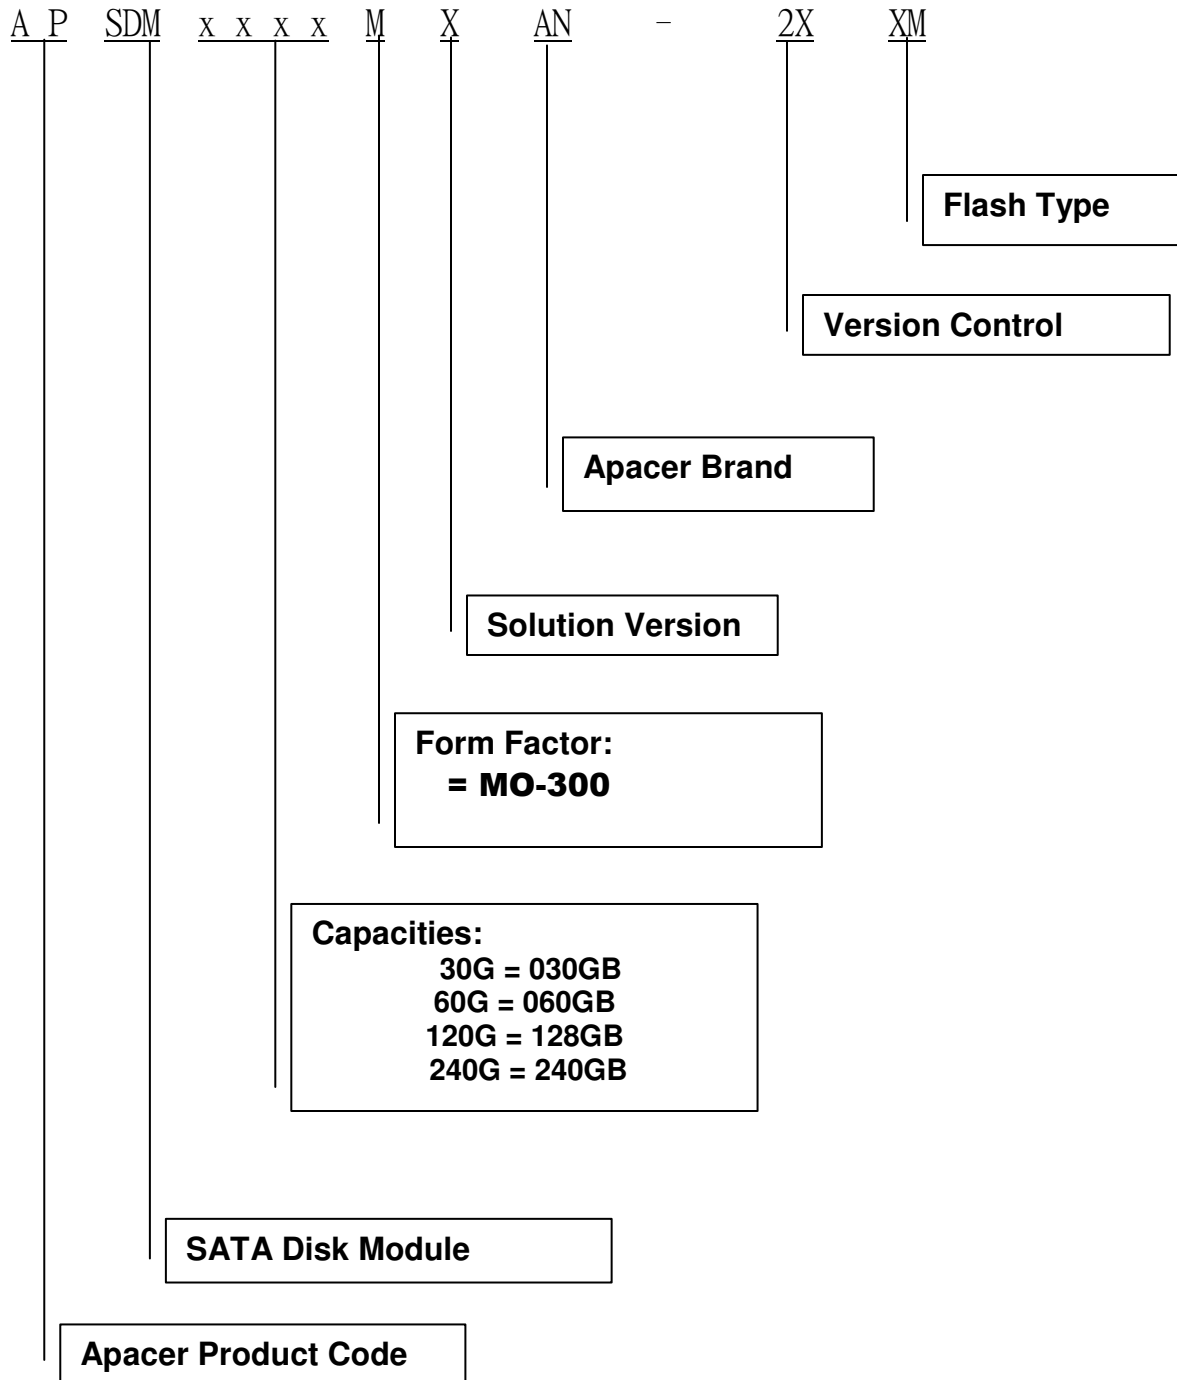 A P SDM x x x x M X AN - 2X XM
Flash Type
Version Control
Apacer Brand
Solution Version
Form Factor:
= MO-300
Capacities:
30G = 030GB
60G = 060GB
120G = 128GB
240G = 240GB
SATA Disk Module
Apacer Product Code